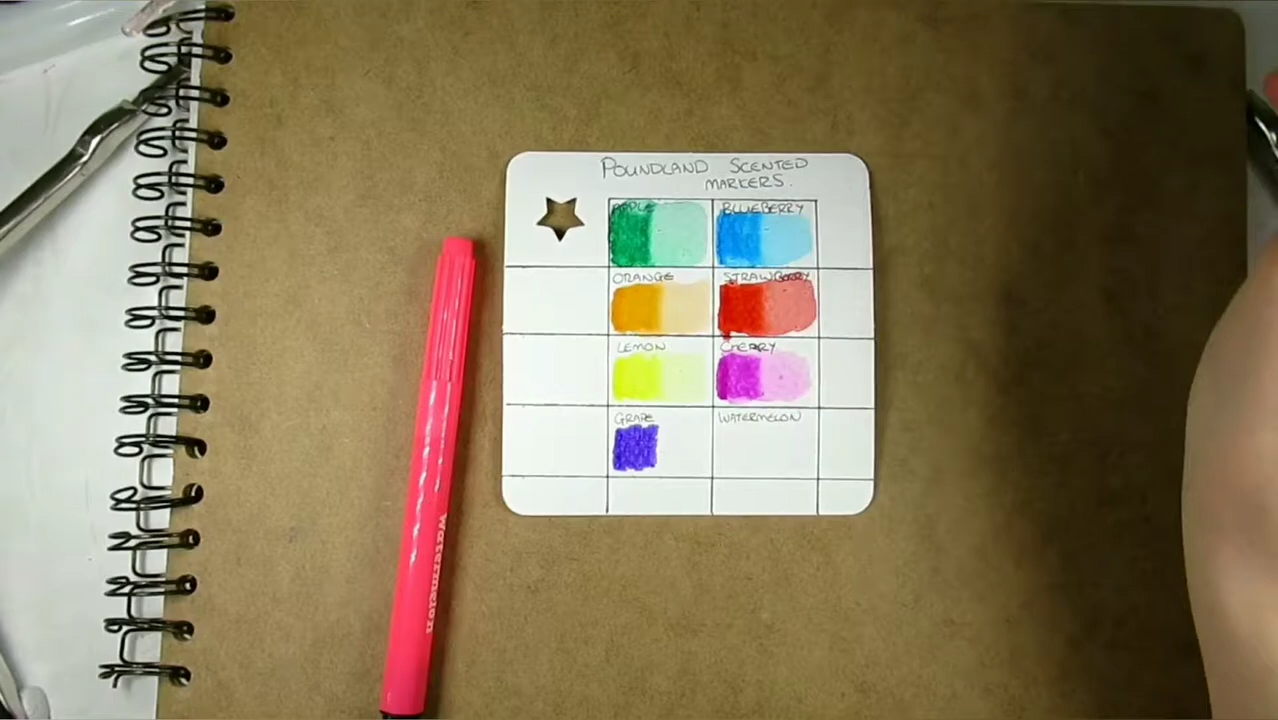 POUNDLAND SCENTED
MARKERS.
APPLE
BLUEBERRY
ORANGE
STRAWBERRY
LEMON
CHERRY
GRAPE
WATERMELON
Watermelon